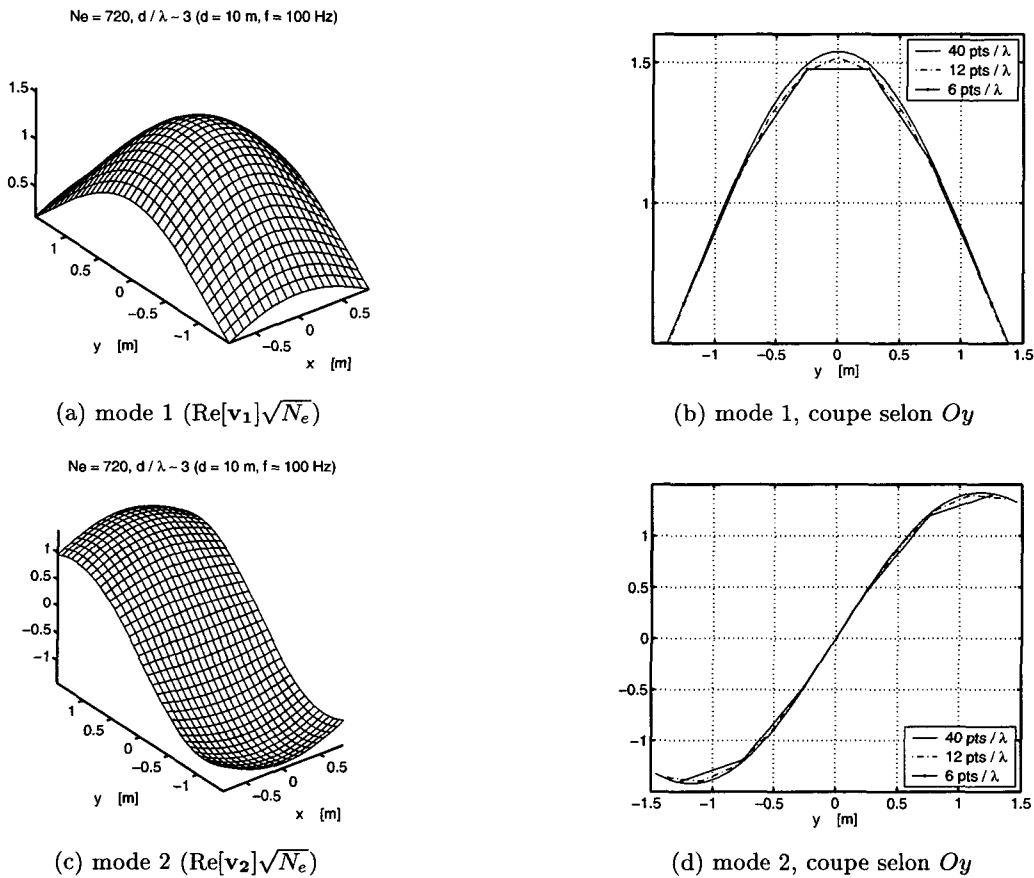 Ne = 720, d / λ ~ 3 (d = 10 m, f = 100 Hz)
1.5
1
0.5
1
0.5
0
−0.5
−1
y [m]
−0.5
0
0.5
x [m]
(a) mode 1 (Re[v₁]√Nₑ)
40 pts / λ
12 pts / λ
6 pts / λ
1.5
1
−1
−0.5
0
0.5
1
1.5
y [m]
(b) mode 1, coupe selon Oy
Ne = 720, d / λ ~ 3 (d = 10 m, f = 100 Hz)
1
0.5
0
−0.5
−1
1
0.5
0
−0.5
−1
y [m]
−0.5
0
0.5
x [m]
(c) mode 2 (Re[v₂]√Nₑ)
1
0.5
0
−0.5
−1
40 pts / λ
12 pts / λ
6 pts / λ
−1.5
−1
−0.5
0
0.5
1
1.5
y [m]
(d) mode 2, coupe selon Oy